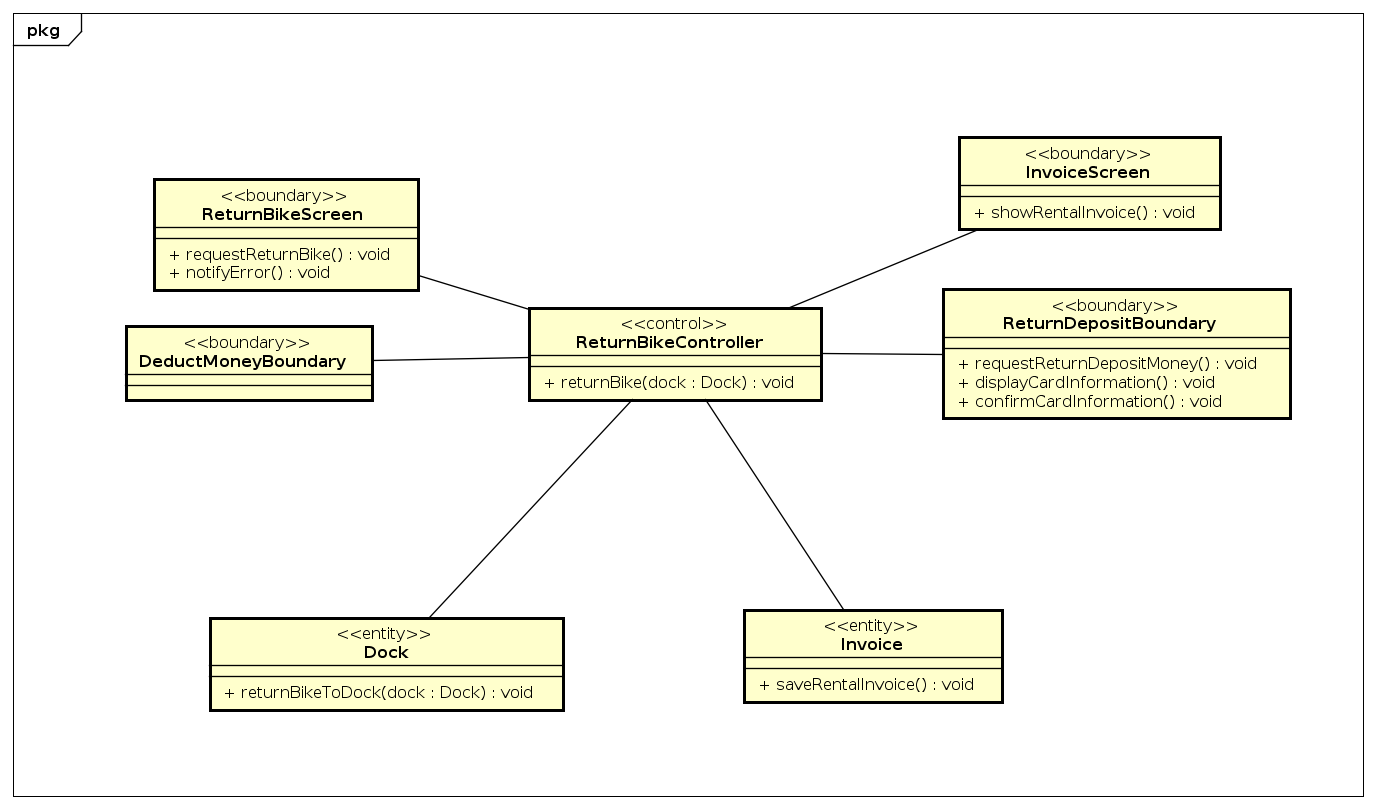 pkg
<<boundary>>
ReturnBikeScreen
+ requestReturnBike() : void
+ notifyError() : void
<<boundary>>
InvoiceScreen
+ showRentalInvoice() : void
<<boundary>>
DeductMoneyBoundary
<<control>>
ReturnBikeController
+ returnBike(dock : Dock) : void
<<boundary>>
ReturnDepositBoundary
+ requestReturnDepositMoney() : void
+ displayCardInformation() : void
+ confirmCardInformation() : void
<<entity>>
Dock
+ returnBikeToDock(dock : Dock) : void
<<entity>>
Invoice
+ saveRentalInvoice() : void